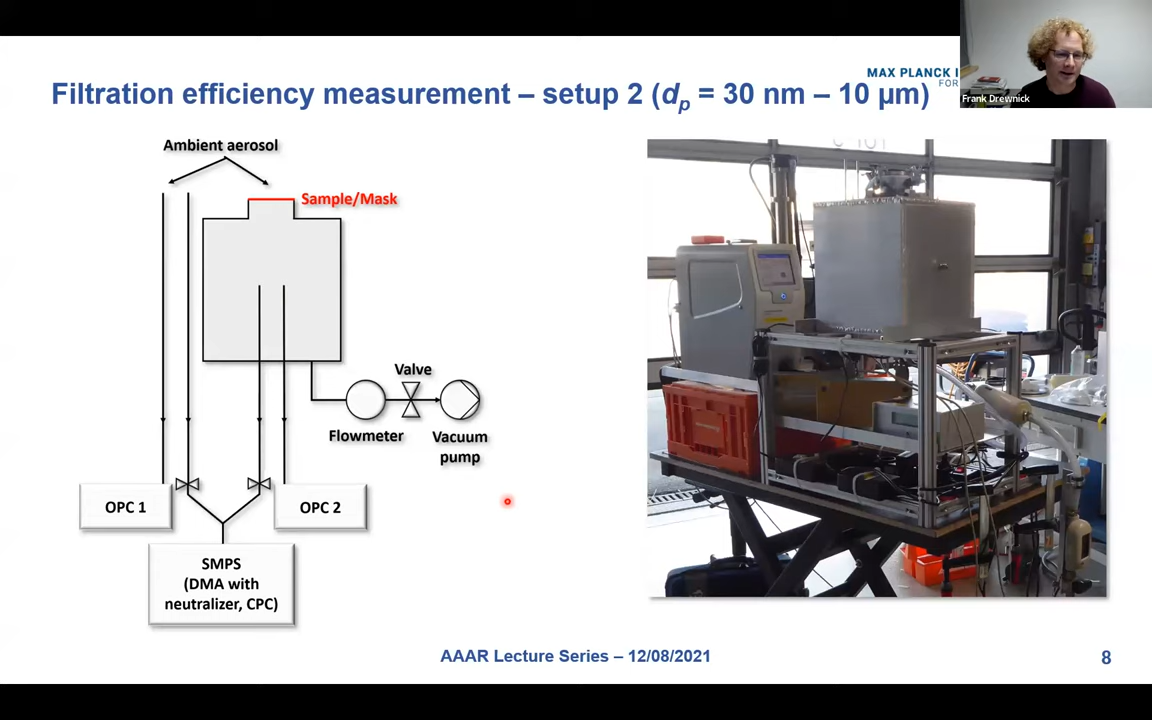 MAX PLANCK I
FOR
Filtration efficiency measurement – setup 2 (dp = 30 nm – 10 µm)
Frank Drewnick
Ambient aerosol
Sample/Mask
Valve
Flowmeter
Vacuum
pump
OPC 1
OPC 2
SMPS
(DMA with
neutralizer, CPC)
AAAR Lecture Series – 12/08/2021
8